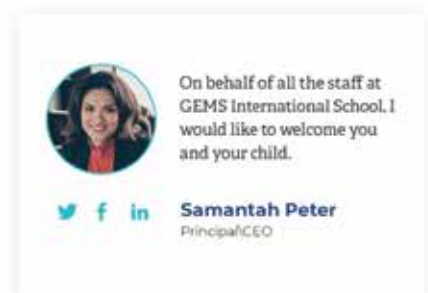 On behalf of all the staff at
GEMS International School, I
would like to welcome you
and your child.
Samantah Peter
Principal\CEO